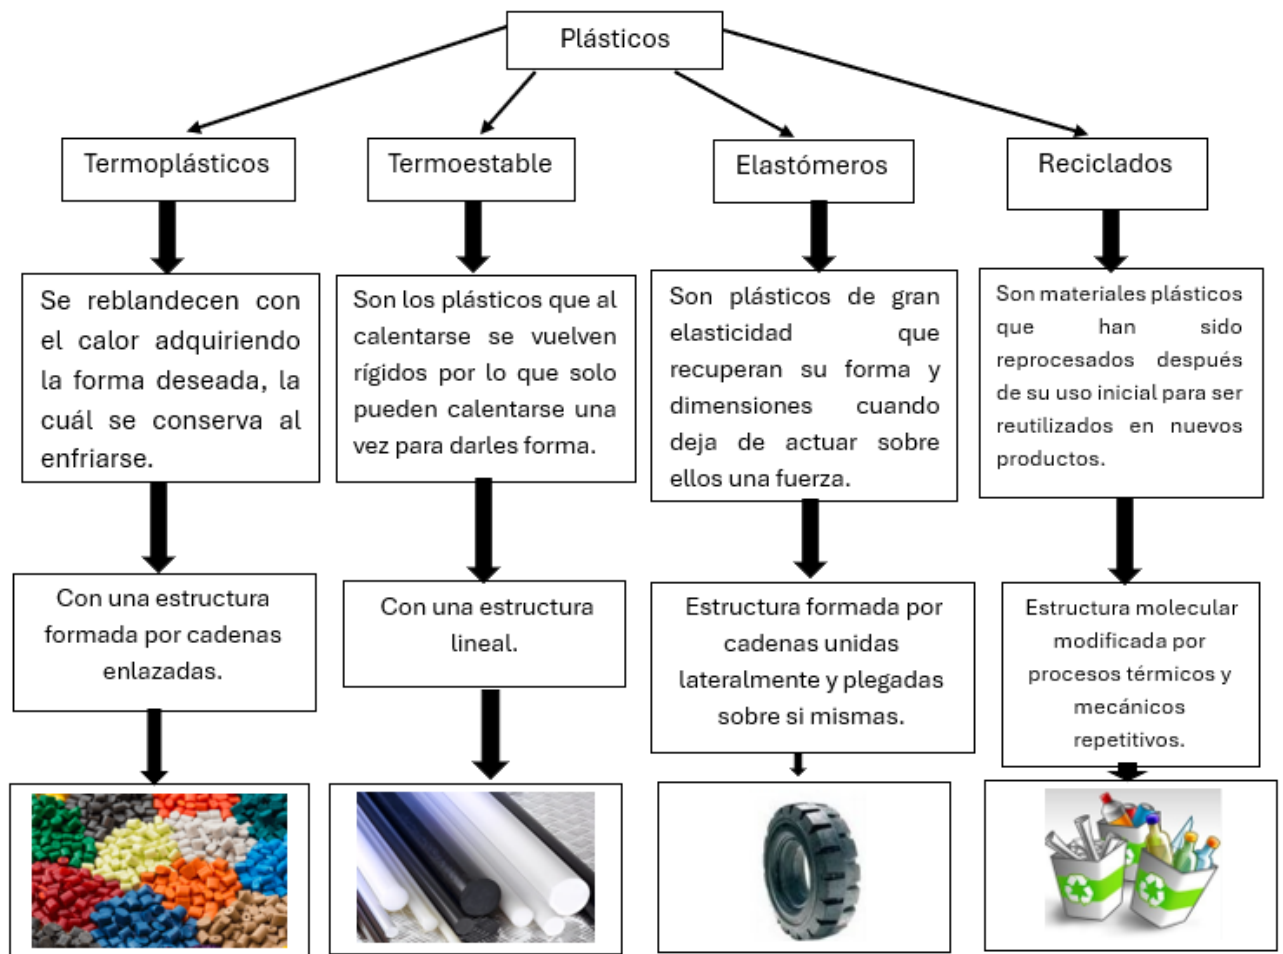 Plásticos
Termoplásticos
Termoestable
Elastómeros
Reciclados
Se reblandecen con
el calor adquiriendo
la forma deseada, la
cuál se conserva al
enfriarse.
Son los plásticos que al
calentarse se vuelven
rígidos por lo que solo
pueden calentarse una
vez para darles forma.
Son plásticos de gran
elasticidad que
recuperan su forma y
dimensiones cuando
deja de actuar sobre
ellos una fuerza.
Son materiales plásticos
que han sido
reprocesados después
de su uso inicial para ser
reutilizados en nuevos
productos.
Con una estructura
formada por cadenas
enlazadas.
Con una estructura
lineal.
Estructura formada por
cadenas unidas
lateralmente y plegadas
sobre si mismas.
Estructura molecular
modificada por
procesos térmicos y
mecánicos
repetitivos.